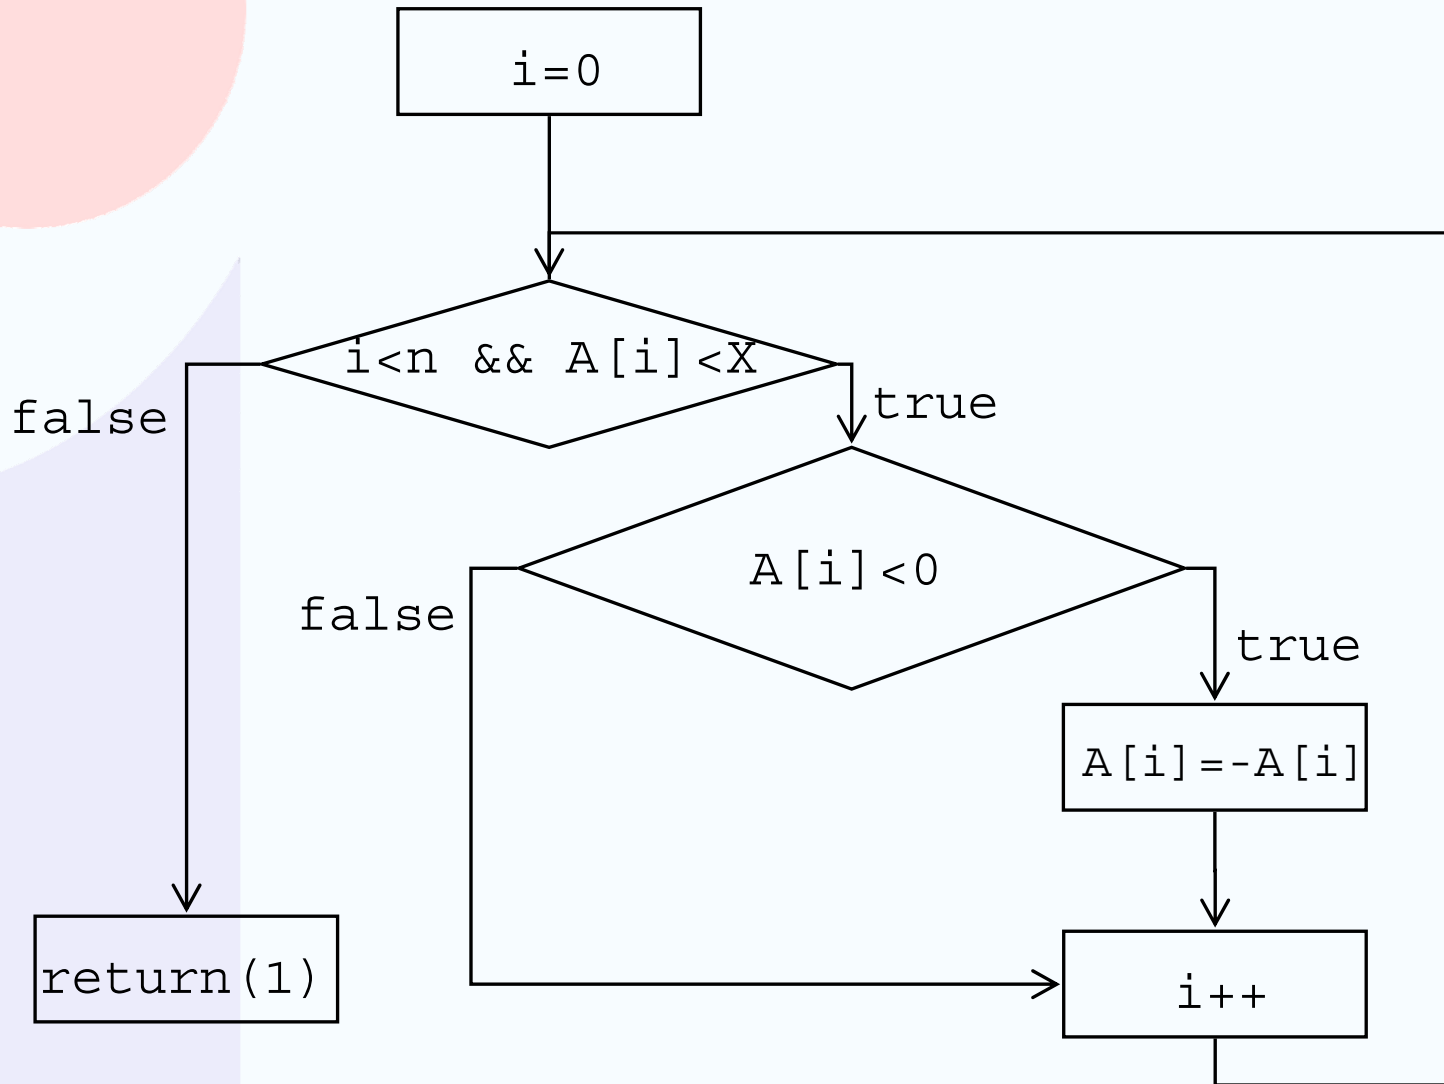 i=0
i<n && A[i]<X
false
true
A[i]<0
false
true
A[i]=-A[i]
return(1)
i++